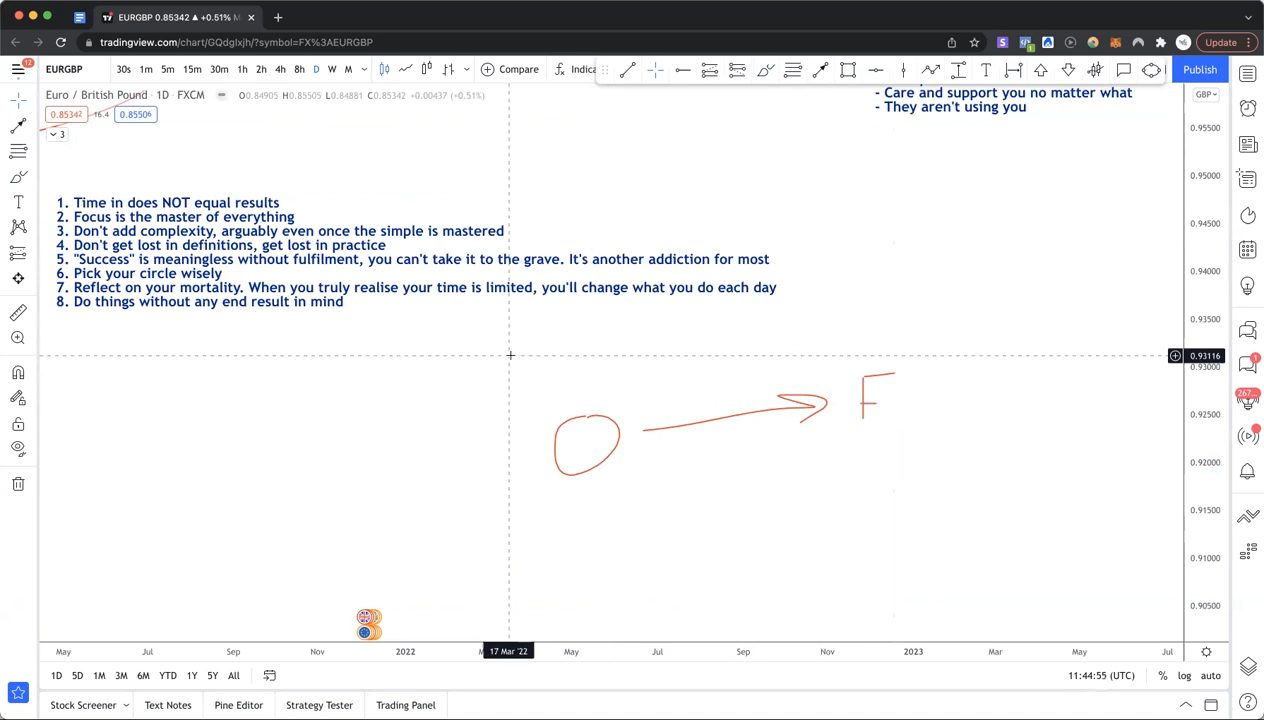 EURGBP 0.85342 ▲ +0.51%
tradingview.com/chart/GQdgIxjh/?symbol=FX%3AEURGBP
Update
12
EURGBP 30s 1m 5m 15m 30m 1h 2h 4h 8h D W M Compare Indica Publish
Euro / British Pound · 1D · FXCM O0.84905 H0.85505 L0.84881 C0.85342 +0.00437 (+0.51%)
0.85342 16.4 0.85506
3
- Care and support you no matter what
- They aren't using you
GBP
1. Time in does NOT equal results
2. Focus is the master of everything
3. Don't add complexity, arguably even once the simple is mastered
4. Don't get lost in definitions, get lost in practice
5. "Success" is meaningless without fulfilment, you can't take it to the grave. It's another addiction for most
6. Pick your circle wisely
7. Reflect on your mortality. When you truly realise your time is limited, you'll change what you do each day
8. Do things without any end result in mind
F
0.95500
0.95000
0.94500
0.94000
0.93500
0.93116
0.93000
0.92500
0.92000
0.91500
0.91000
0.90500
1
267...
May Jul Sep Nov 2022 17 Mar '22 May Jul Sep Nov 2023 Mar May Jul
1D 5D 1M 3M 6M YTD 1Y 5Y All 11:44:55 (UTC) % log auto
Stock Screener Text Notes Pine Editor Strategy Tester Trading Panel